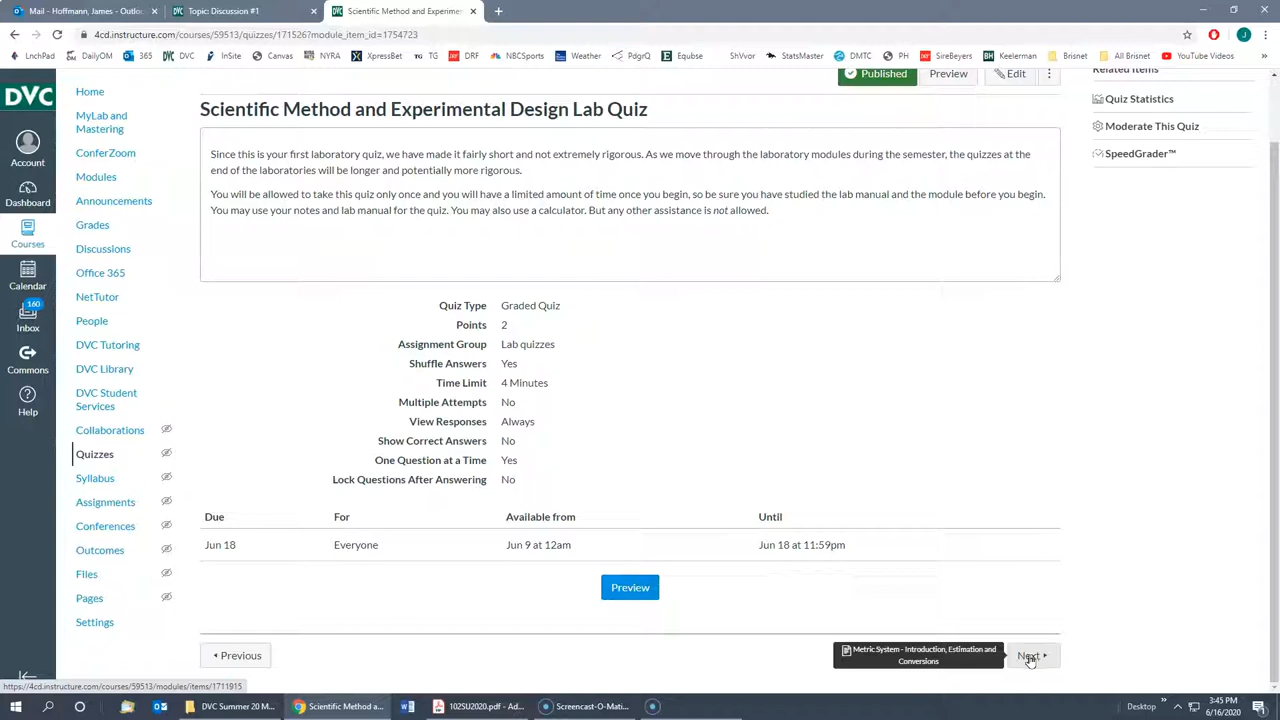 Mail - Hoffmann, James - Outlo
Topic: Discussion #1
Scientific Method and Experimen
4cd.instructure.com/courses/59513/quizzes/171526?module_item_id=1754723
LnchPad
DailyOM
365
DVC
InSite
Canvas
NYRA
XpressBet
TG
DRF
NBCSports
Weather
PdgrQ
Equbse
ShVvor
StatsMaster
DMTC
PH
SireBeyers
Keelerman
Brisnet
All Brisnet
YouTube Videos
DVC
Account
Dashboard
Courses
Calendar
160
Inbox
Commons
Help
Home
MyLab and
Mastering
ConferZoom
Modules
Announcements
Grades
Discussions
Office 365
NetTutor
People
DVC Tutoring
DVC Library
DVC Student
Services
Collaborations
Quizzes
Syllabus
Assignments
Conferences
Outcomes
Files
Pages
Settings
Published
Preview
Edit
Scientific Method and Experimental Design Lab Quiz
Since this is your first laboratory quiz, we have made it fairly short and not extremely rigorous. As we move through the laboratory modules during the semester, the quizzes at the
end of the laboratories will be longer and potentially more rigorous.
You will be allowed to take this quiz only once and you will have a limited amount of time once you begin, so be sure you have studied the lab manual and the module before you begin.
You may use your notes and lab manual for the quiz. You may also use a calculator. But any other assistance is not allowed.
Quiz Type Graded Quiz
Points 2
Assignment Group Lab quizzes
Shuffle Answers Yes
Time Limit 4 Minutes
Multiple Attempts No
View Responses Always
Show Correct Answers No
One Question at a Time Yes
Lock Questions After Answering No
Due For Available from Until
Jun 18 Everyone Jun 9 at 12am Jun 18 at 11:59pm
Preview
Previous
Metric System - Introduction, Estimation and
Conversions
Next
Related Items
Quiz Statistics
Moderate This Quiz
SpeedGrader™
https://4cd.instructure.com/courses/59513/modules/items/1711915
DVC Summer 20 M...
Scientific Method a...
102SU2020.pdf - Ad...
Screencast-O-Mati...
Desktop
3:45 PM
6/16/2020